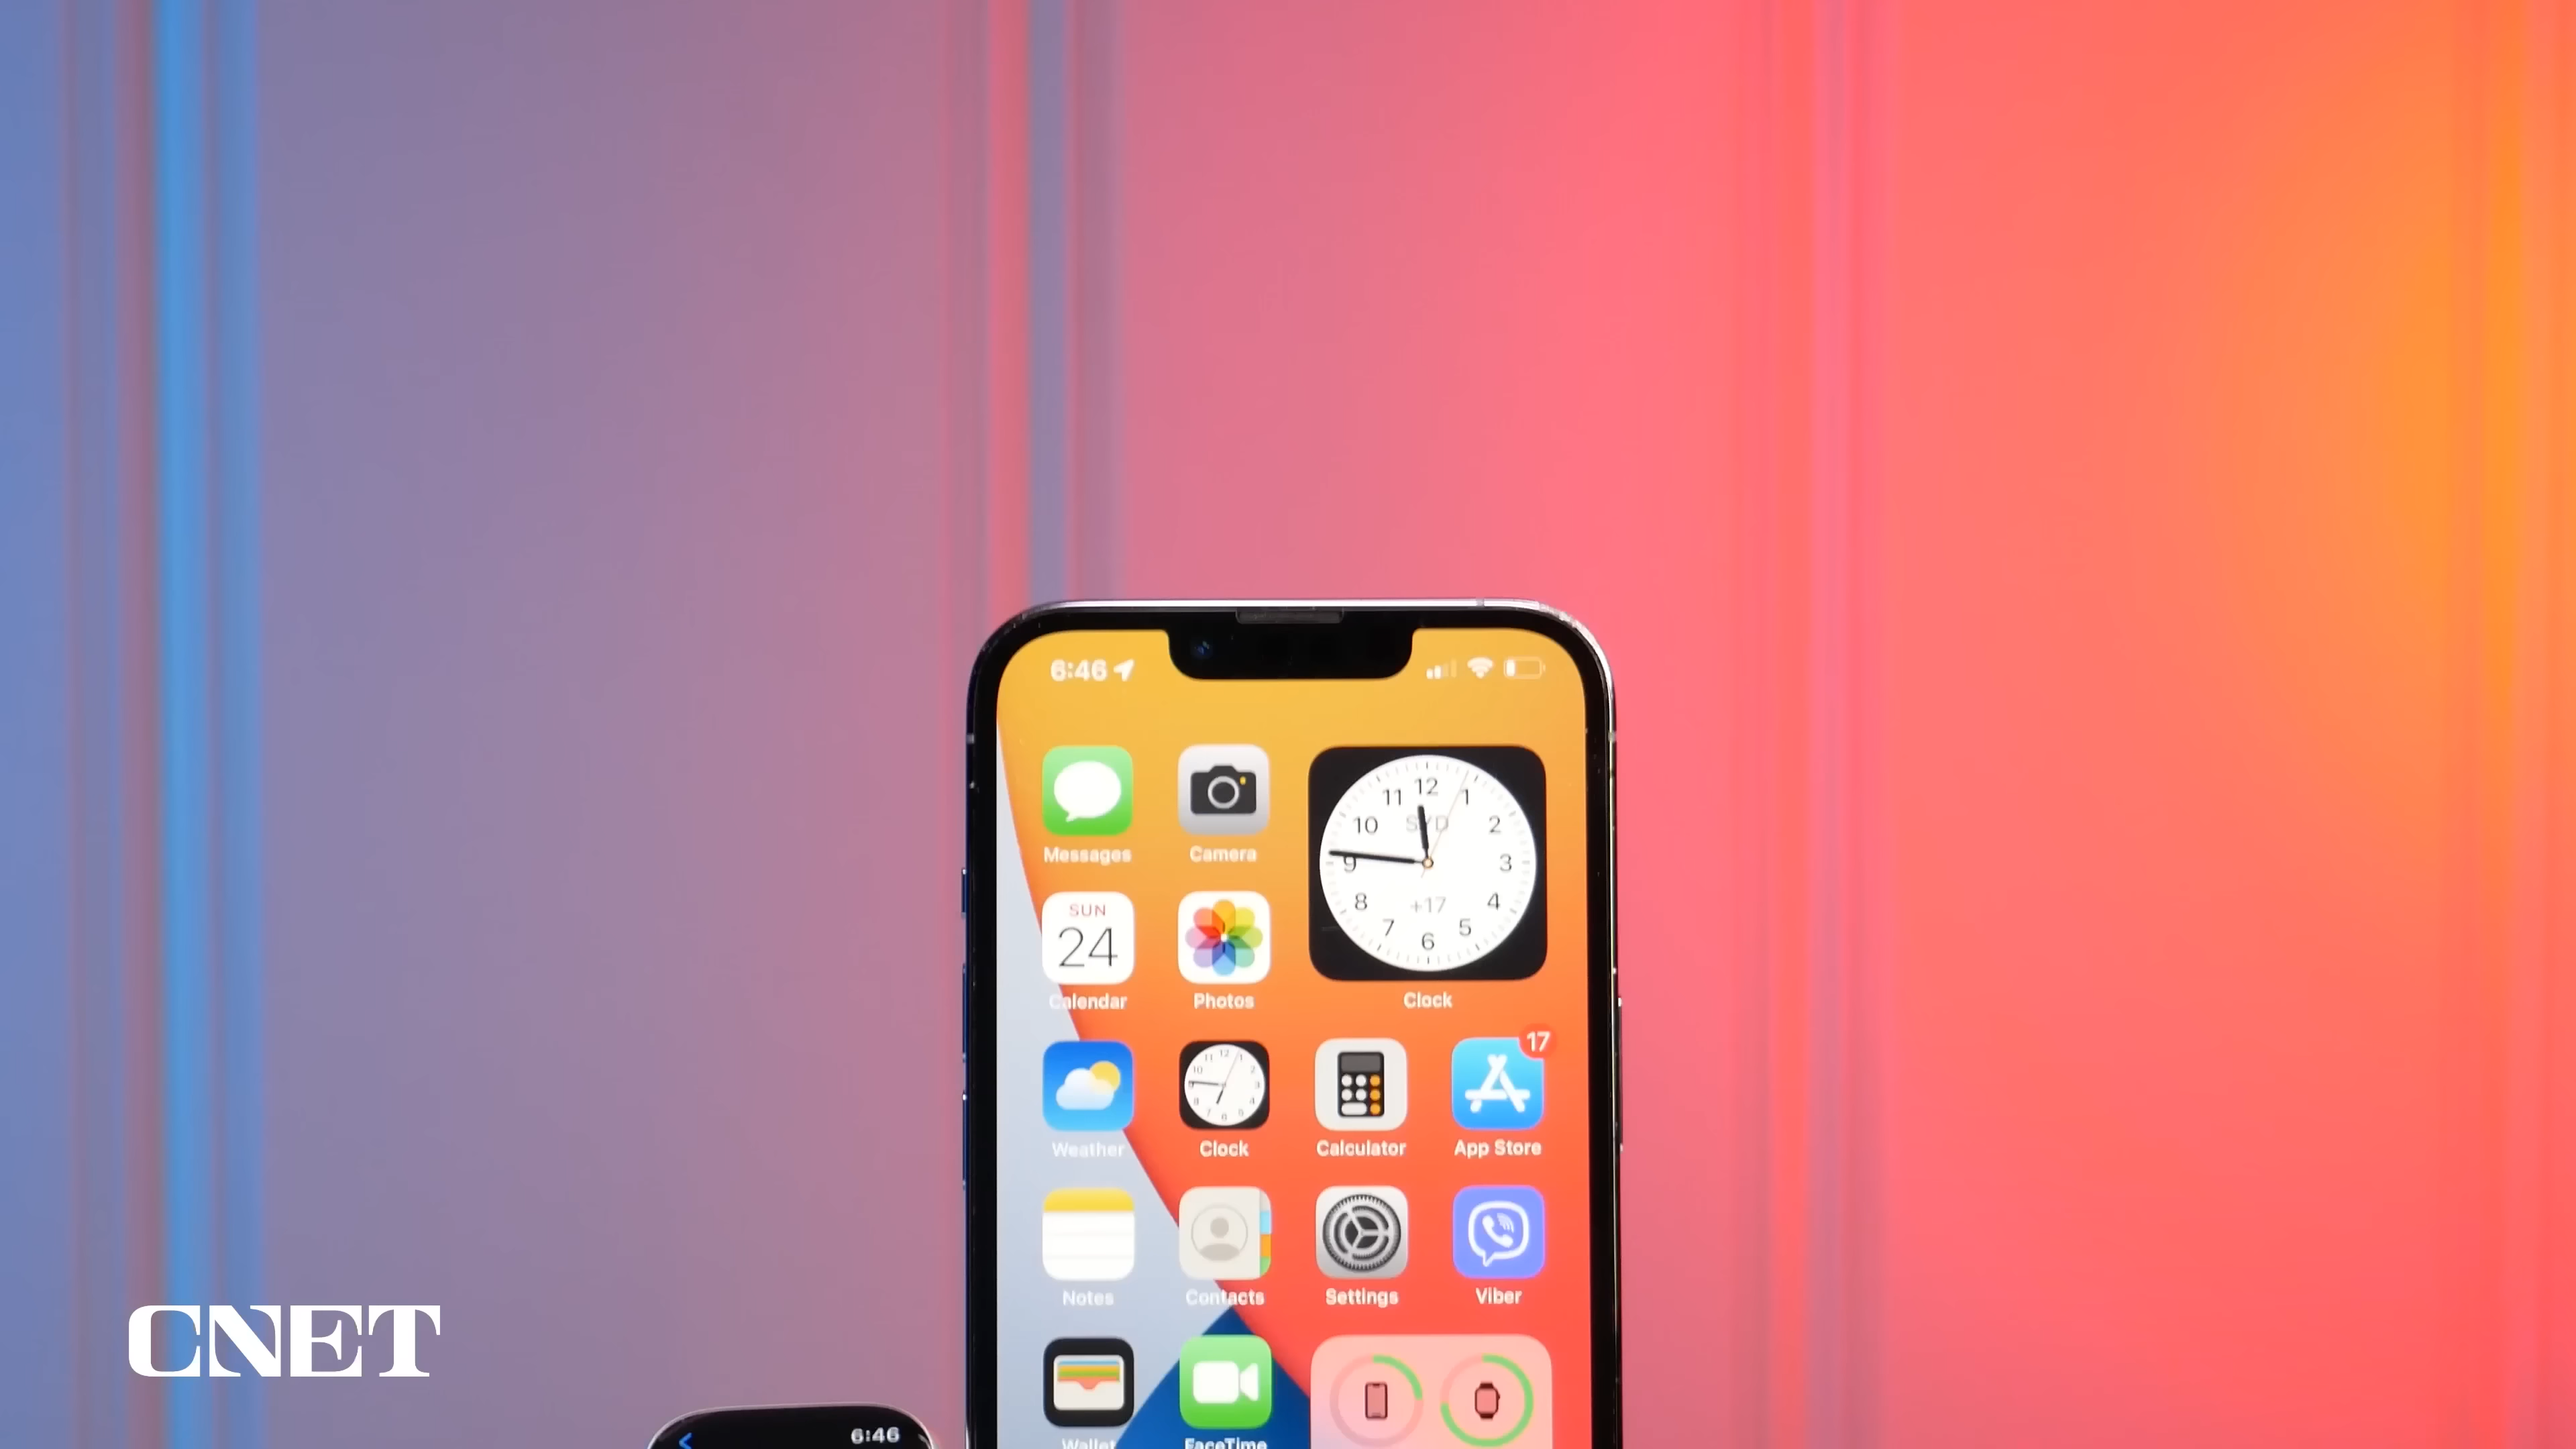 6:46
12
11 1
10 SYD 2
9 3
8 +17 4
7 5
6
Messages Camera
SUN
24
Calendar Photos Clock
17
Weather Clock Calculator App Store
Notes Contacts Settings Viber
Wallet FaceTime
CNET
6:46